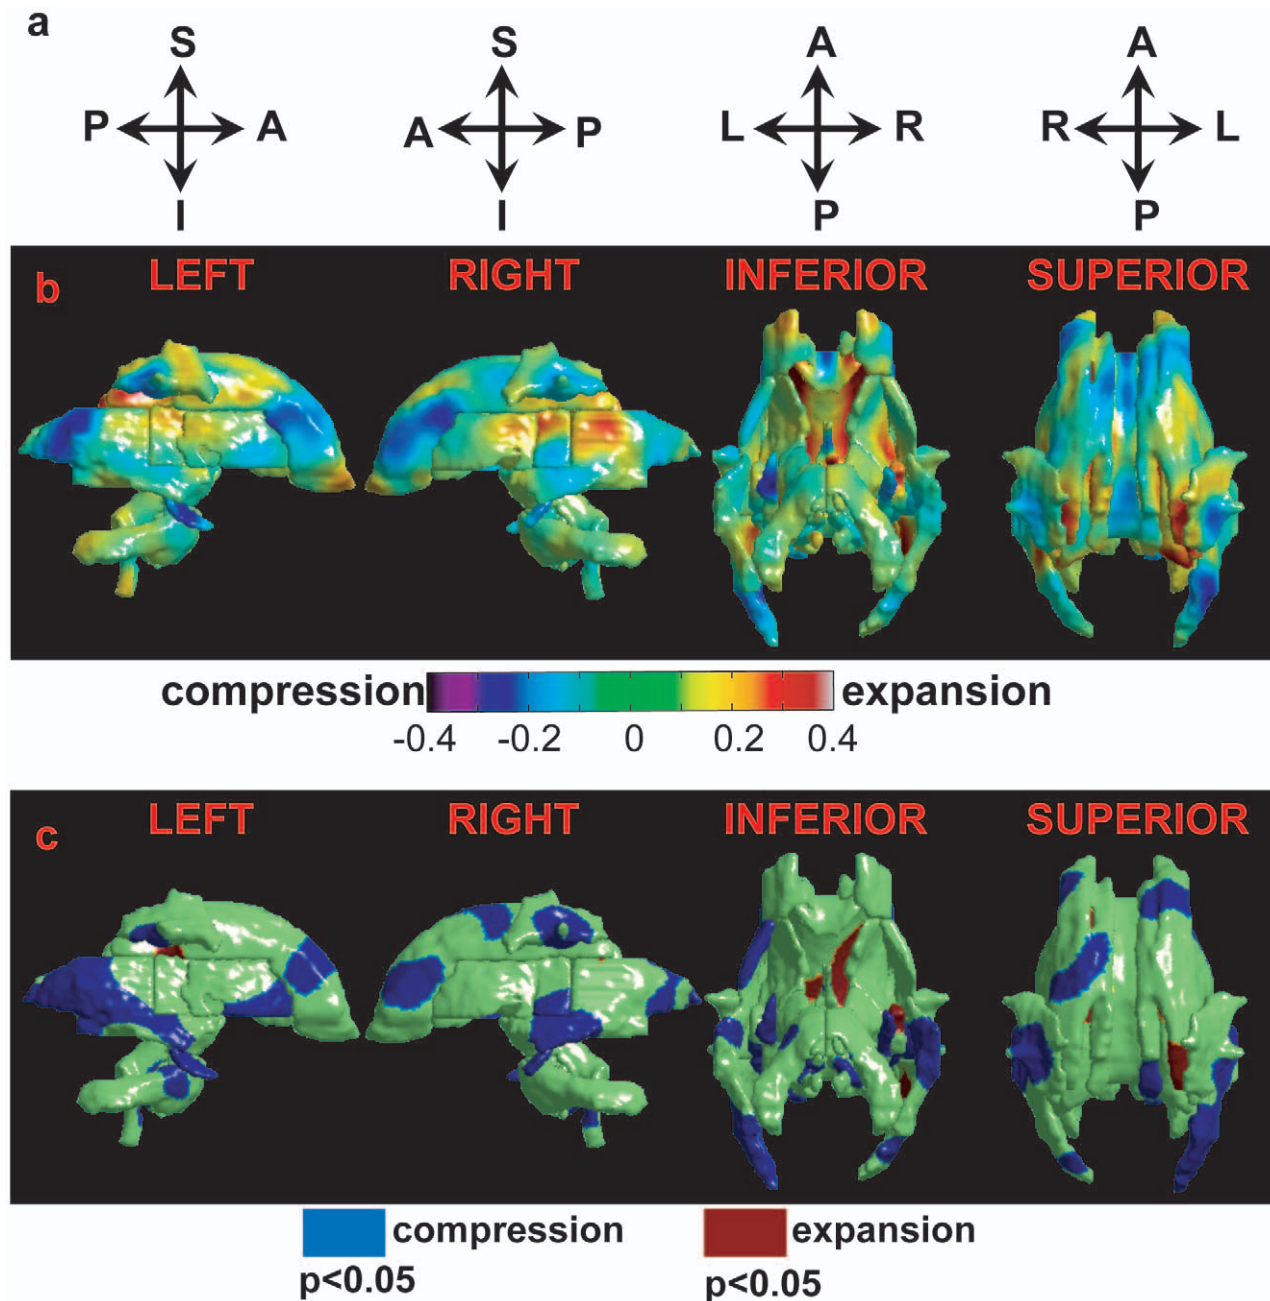 a
S S A A
P A A P L R R L
I I P P
b LEFT RIGHT INFERIOR SUPERIOR
compression expansion
-0.4 -0.2 0 0.2 0.4
c LEFT RIGHT INFERIOR SUPERIOR
compression expansion
p<0.05 p<0.05